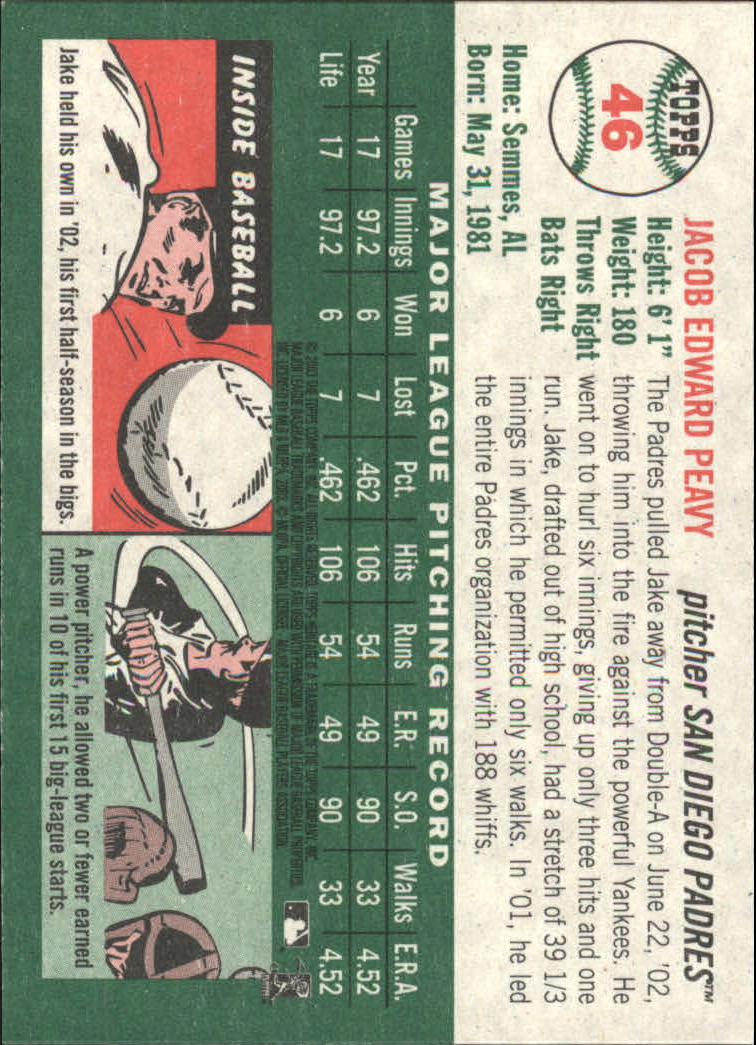 TOPPS
46
JACOB EDWARD PEAVY pitcher SAN DIEGO PADRES™
Height: 6' 1"
Weight: 180
Throws Right
Bats Right
Home: Semmes, AL
Born: May 31, 1981
The Padres pulled Jake away from Double-A on June 22, '02,
throwing him into the fire against the powerful Yankees. He
went on to hurl six innings, giving up only three hits and one
run. Jake, drafted out of high school, had a stretch of 39 1/3
innings in which he permitted only six walks. In '01, he led
the entire Padres organization with 188 whiffs.
MAJOR LEAGUE PITCHING RECORD
Games Innings Won Lost Pct. Hits Runs E.R. S.O. Walks E.R.A.
Year 17 97.2 6 7 .462 106 54 49 90 33 4.52
Life 17 97.2 6 7 .462 106 54 49 90 33 4.52
INSIDE BASEBALL
Jake held his own in '02, his first half-season in the bigs.
A power pitcher, he allowed two or fewer earned
runs in 10 of his first 15 big-league starts.